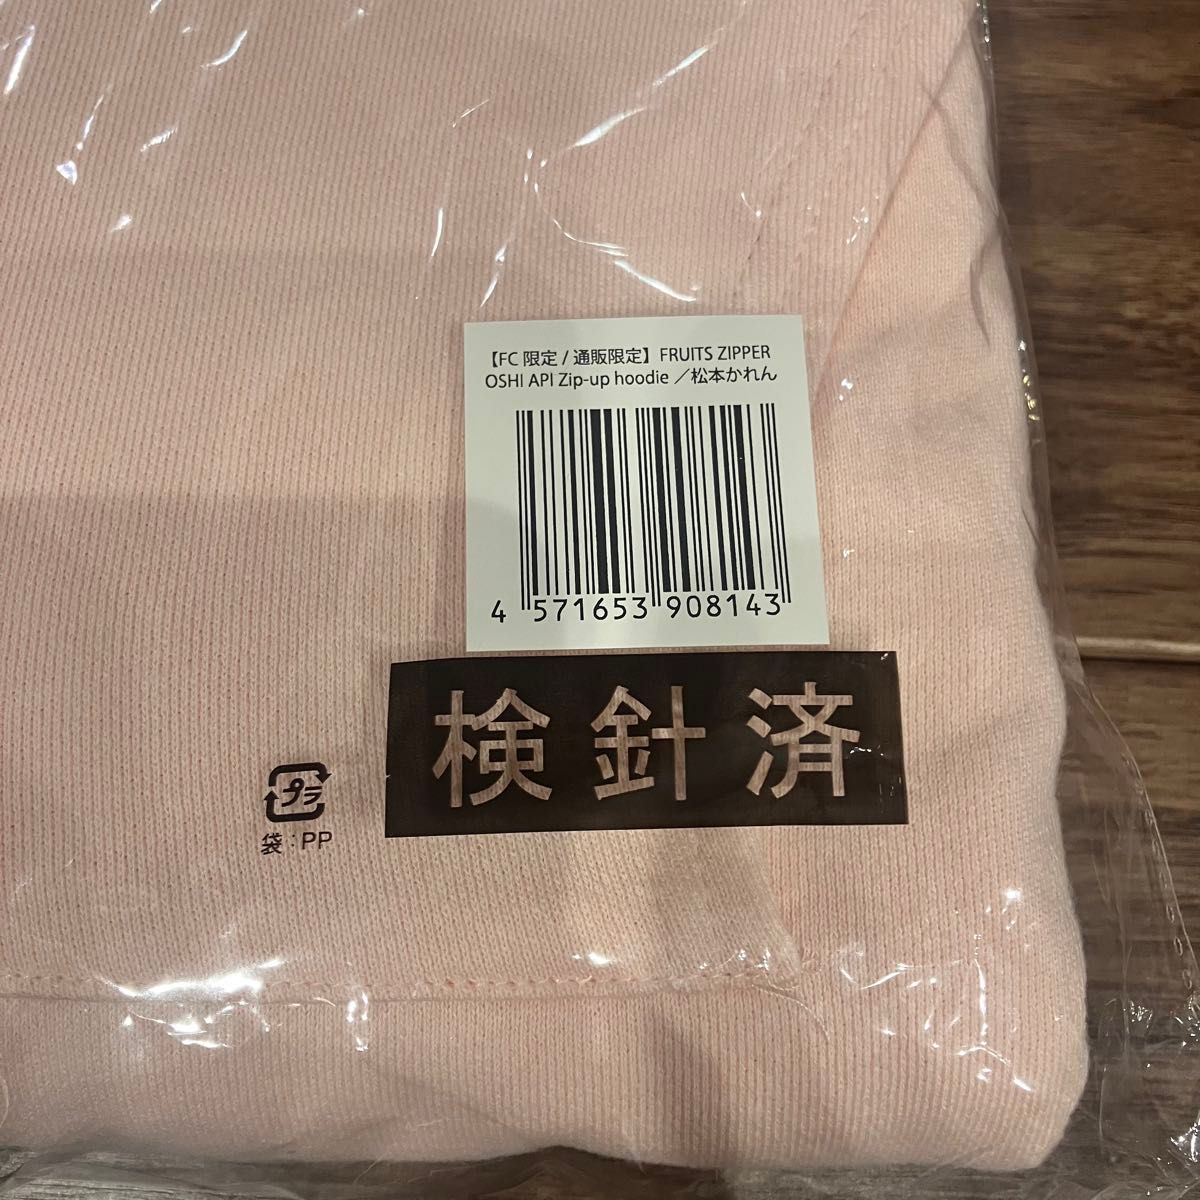 【FC 限定 / 通販限定】FRUITS ZIPPER
OSHI API Zip-up hoodie ／松本かれん
4 571653 908143
検針済
プラ
袋：PP